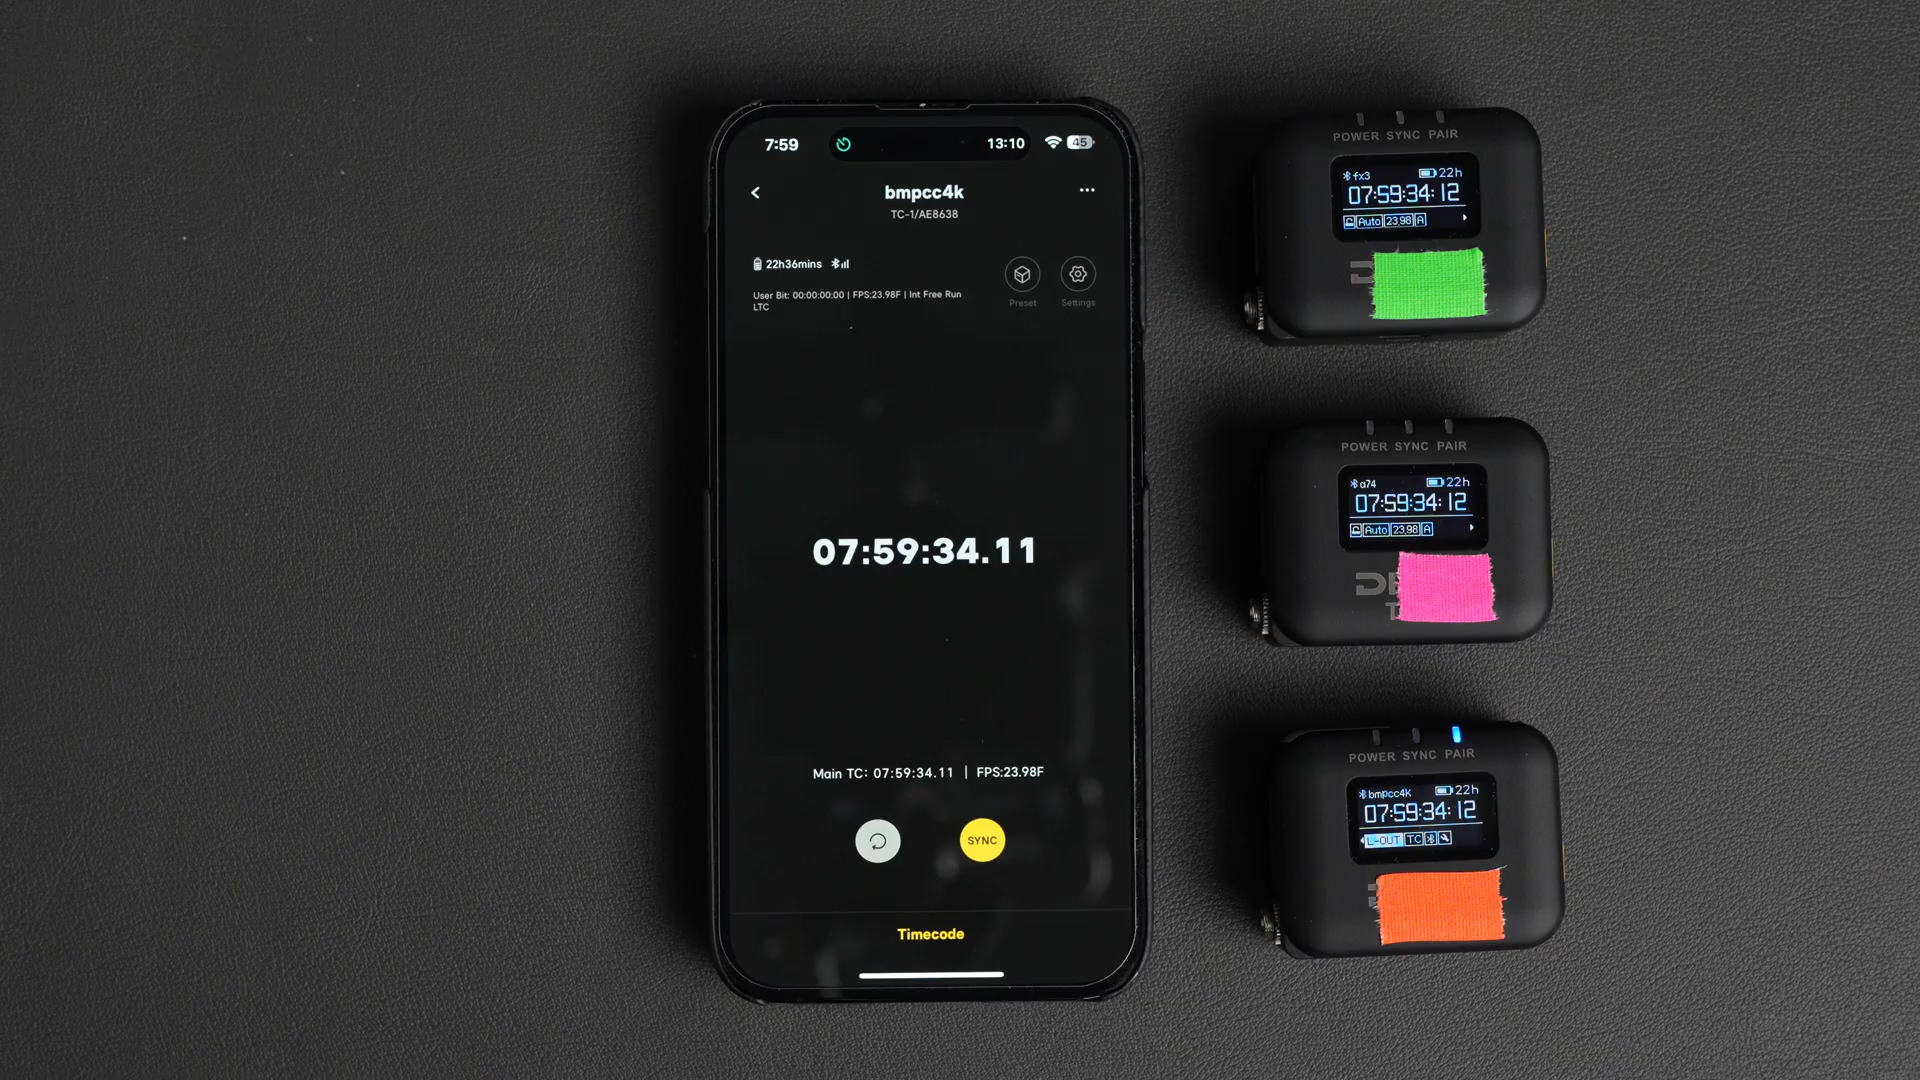 7:59
13:10
45
bmpcc4k
TC-1/AE8638
22h36mins
User Bit: 00:00:00:00 | FPS:23.98F | Int Free Run
LTC
Preset
Settings
07:59:34.11
Main TC: 07:59:34.11 | FPS:23.98F
SYNC
Timecode
POWER SYNC PAIR
fx3 22h
07:59:34:12
Auto 23.98 A
D
POWER SYNC PAIR
a74 22h
07:59:34:12
Auto 23.98 A
DE
T
POWER SYNC PAIR
bmpcc4k 22h
07:59:34:12
L-OUT TC